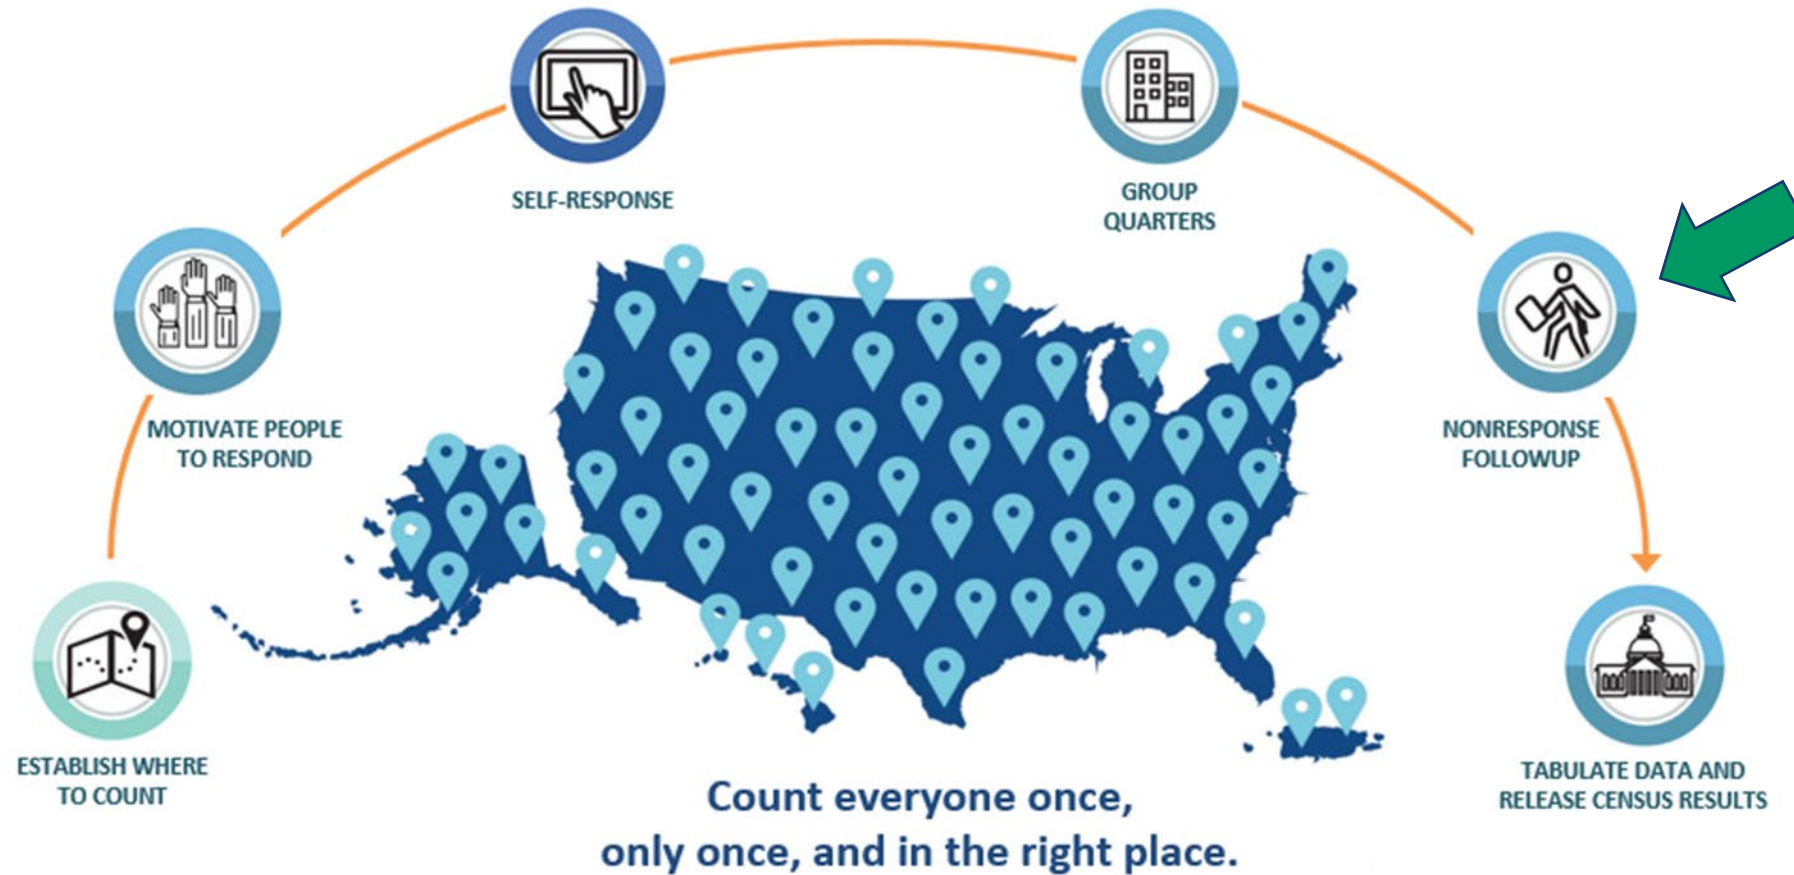 SELF-RESPONSE
GROUP
QUARTERS
MOTIVATE PEOPLE
TO RESPOND
NONRESPONSE
FOLLOWUP
ESTABLISH WHERE
TO COUNT
TABULATE DATA AND
RELEASE CENSUS RESULTS
Count everyone once,
only once, and in the right place.